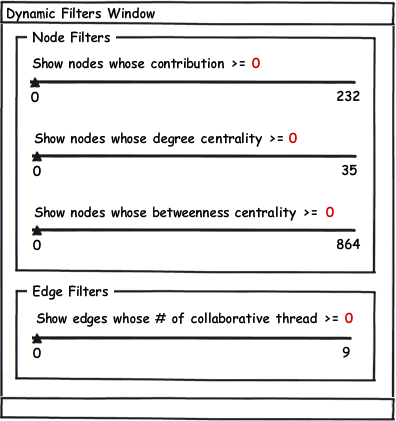 Dynamic Filters Window
Node Filters
Show nodes whose contribution >= 0
0 232
Show nodes whose degree centrality >= 0
0 35
Show nodes whose betweenness centrality >= 0
0 864
Edge Filters
Show edges whose # of collaborative thread >= 0
0 9